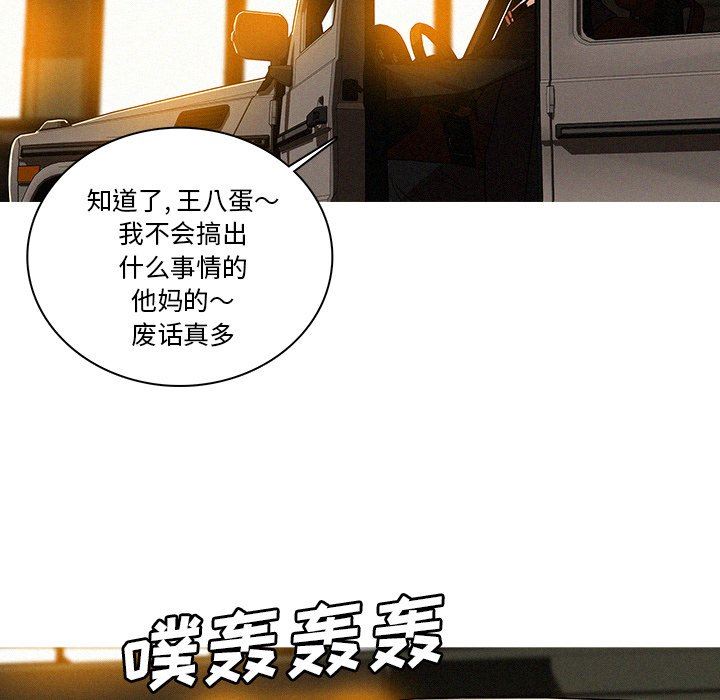 知道了, 王八蛋～
我不会搞出
什么事情的
他妈的～
废话真多
噗轰轰轰